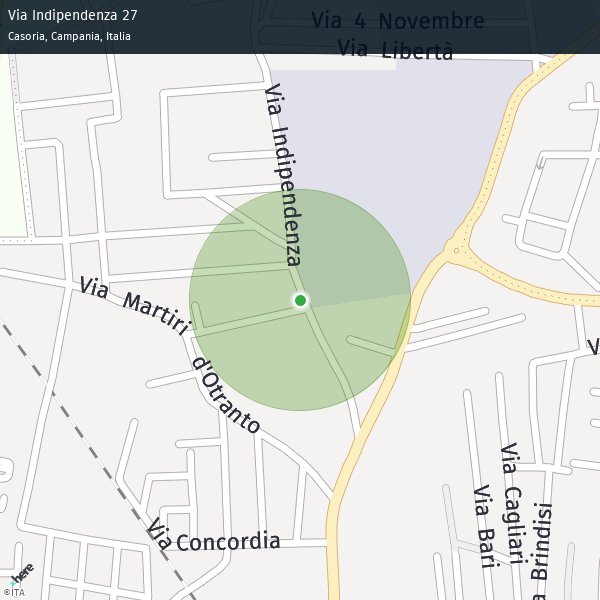 Via Indipendenza 27
Casoria, Campania, Italia
Via 4 Novembre
Via Libertà
Via Indipendenza
Via Martiri d'Otranto
Via Concordia
Via Cagliari
Via Bari
Brindisi
here
©ITA